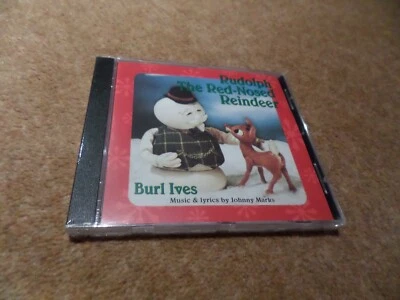 Rudolph
The Red-Nosed
Reindeer
Burl Ives
Music & lyrics by Johnny Marks